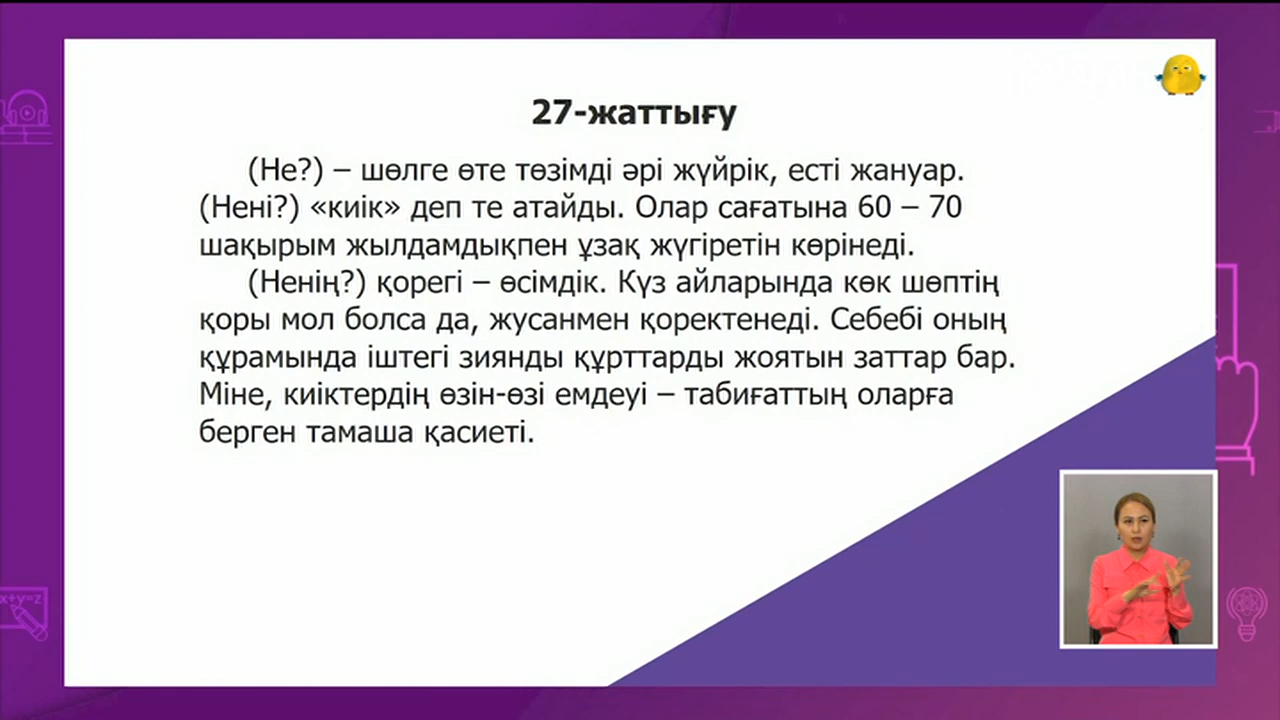 27-жаттығу
(Не?) – шөлге өте төзімді әрі жүйрік, есті жануар.
(Нені?) «киік» деп те атайды. Олар сағатына 60 – 70
шақырым жылдамдықпен ұзақ жүгіретін көрінеді.
(Ненің?) қорегі – өсімдік. Күз айларында көк шөптің
қоры мол болса да, жусанмен қоректенеді. Себебі оның
құрамында іштегі зиянды құрттарды жоятын заттар бар.
Міне, киіктердің өзін-өзі емдеуі – табиғаттың оларға
берген тамаша қасиеті.
x+y=z